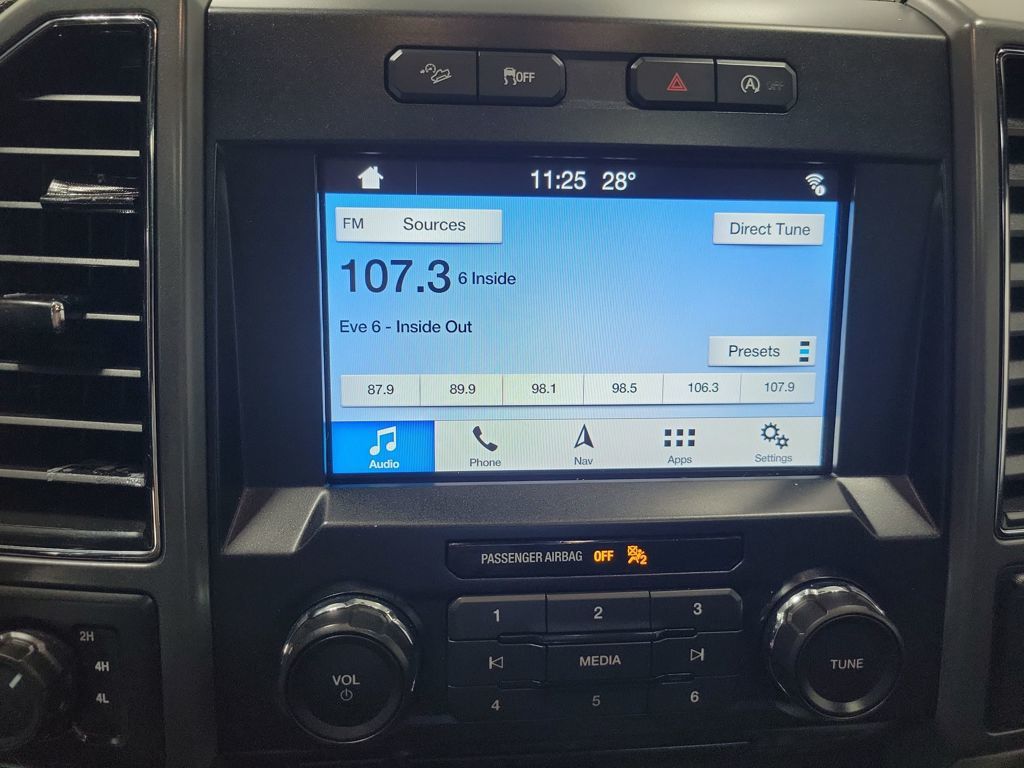 OFF
A OFF
11:25 28°
FM Sources
Direct Tune
107.3 6 Inside
Eve 6 - Inside Out
Presets
87.9 89.9 98.1 98.5 106.3 107.9
Audio Phone Nav Apps Settings
PASSENGER AIRBAG OFF 2
1 2 3
VOL
MEDIA
TUNE
4 5 6
2H
4H
4L